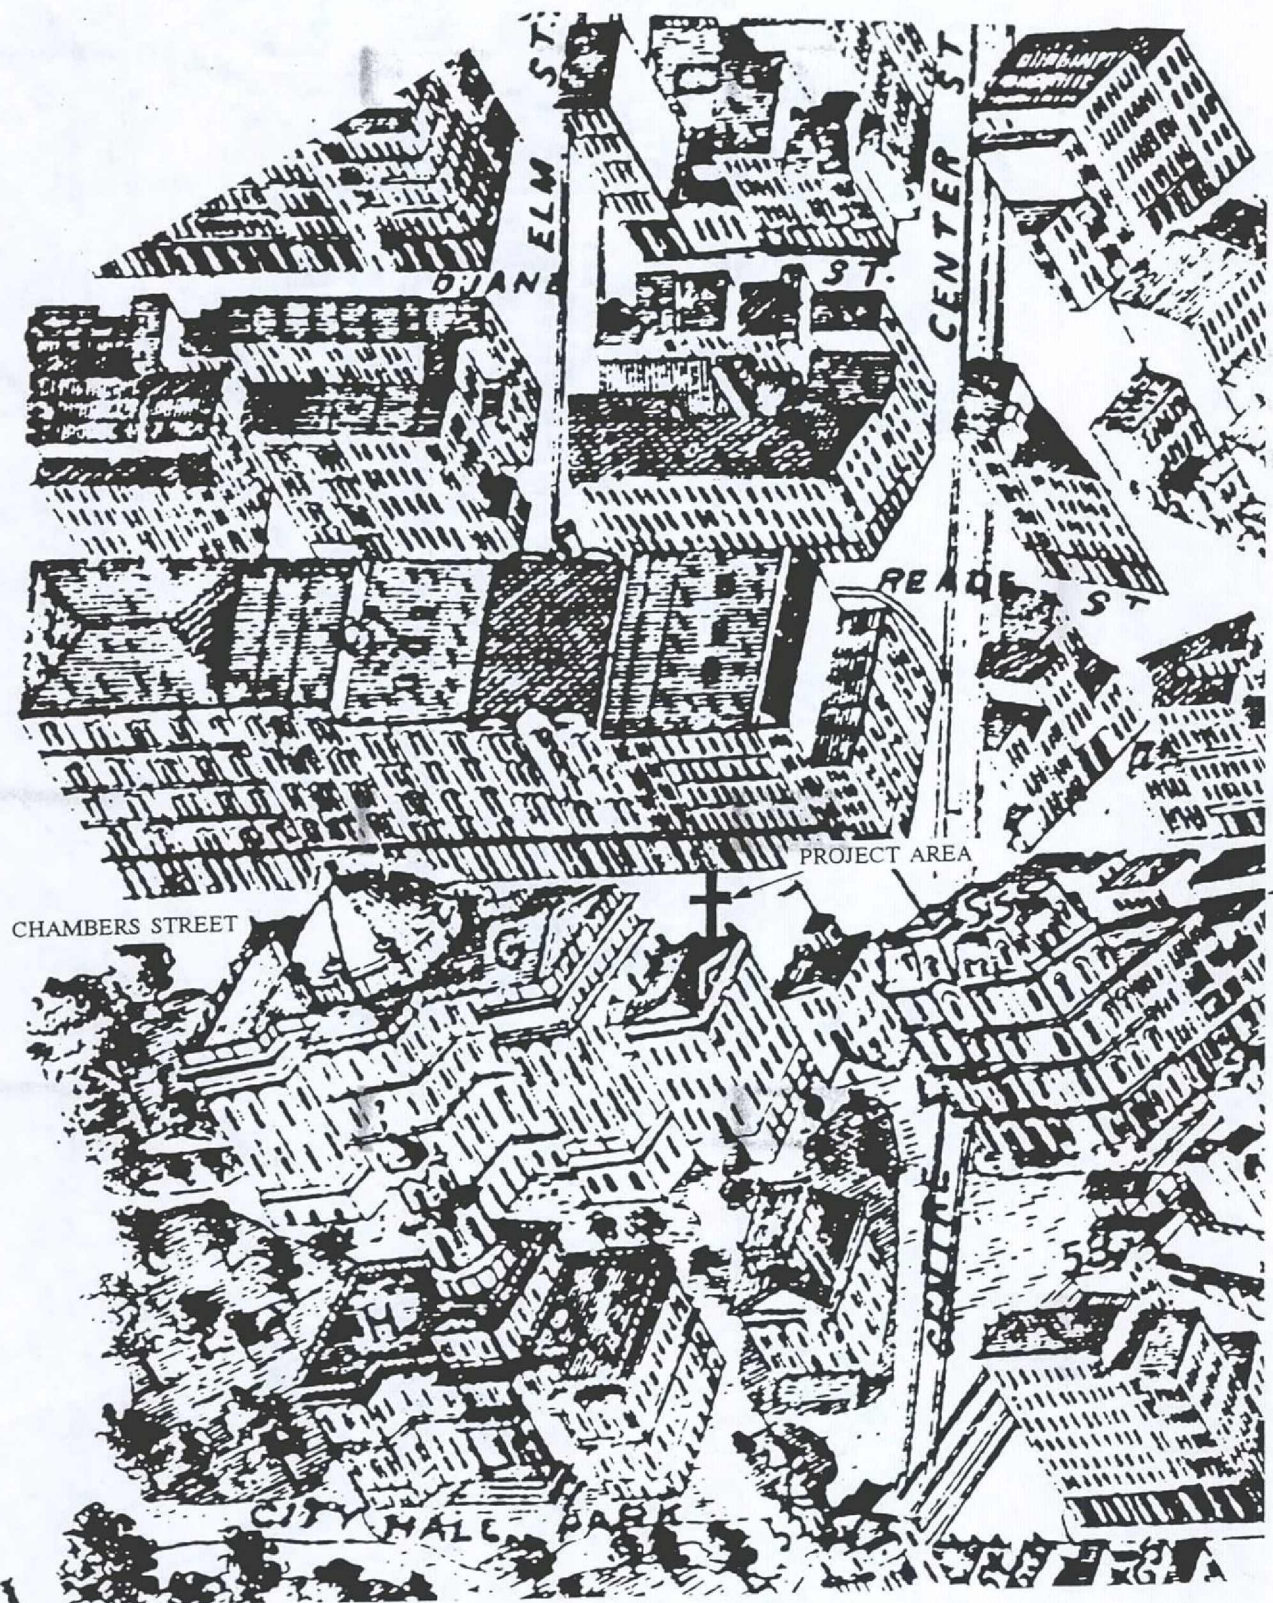 ELM ST.
CENTER ST
DUANE ST.
READE ST
PROJECT AREA
CHAMBERS STREET
G
H
CITY HALL PARK